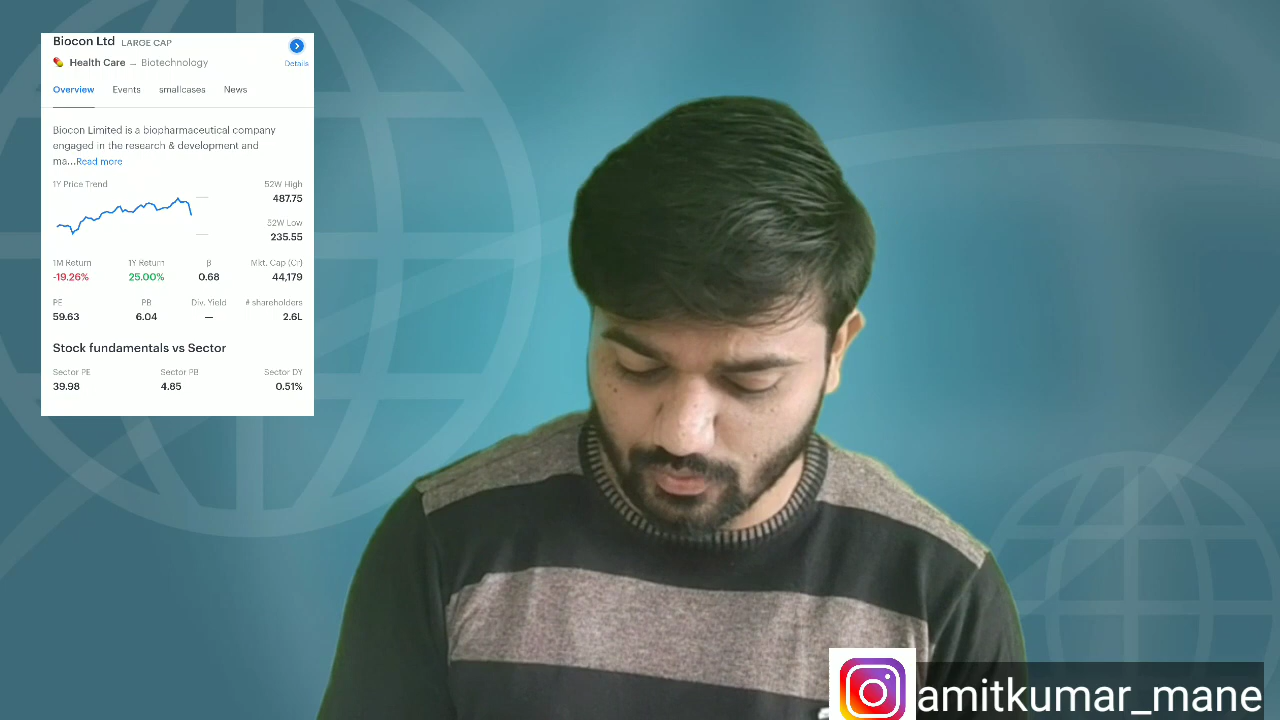 Biocon Ltd LARGE CAP
Health Care — Biotechnology
Details
Overview Events smallcases News
Biocon Limited is a biopharmaceutical company
engaged in the research & development and
ma...Read more
1Y Price Trend
52W High
487.75
52W Low
235.55
1M Return 1Y Return β Mkt. Cap (Cr)
-19.26% 25.00% 0.68 44,179
PE PB Div. Yield # shareholders
59.63 6.04 — 2.6L
Stock fundamentals vs Sector
Sector PE Sector PB Sector DY
39.98 4.85 0.51%
amitkumar_mane